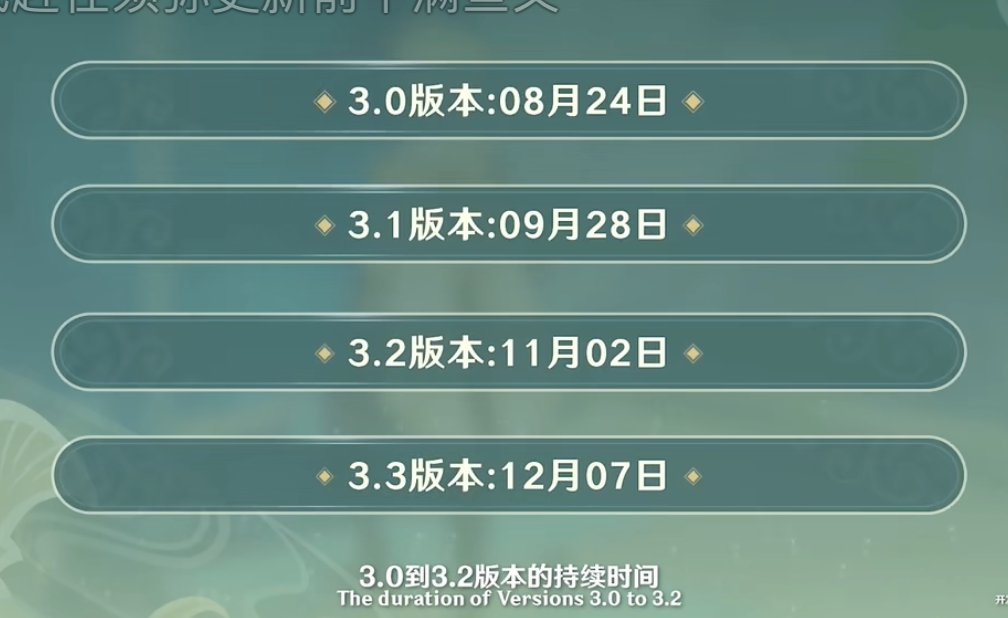 3.0版本:08月24日
3.1版本:09月28日
3.2版本:11月02日
3.3版本:12月07日
3.0到3.2版本的持续时间
The duration of Versions 3.0 to 3.2